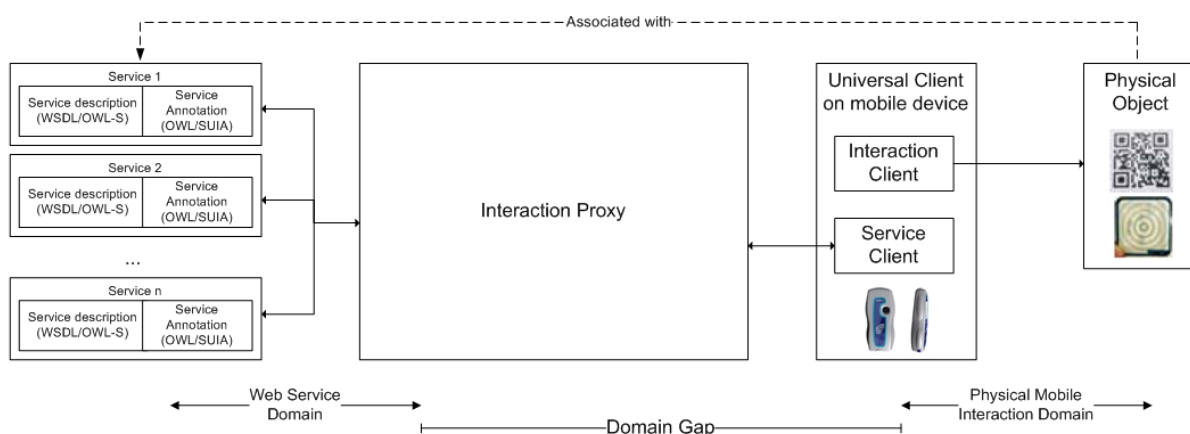 Associated with
Service 1
Service description
(WSDL/OWL-S)
Service
Annotation
(OWL/SUIA)
Service 2
Service description
(WSDL/OWL-S)
Service
Annotation
(OWL/SUIA)
...
Service n
Service description
(WSDL/OWL-S)
Service
Annotation
(OWL/SUIA)
Interaction Proxy
Universal Client
on mobile device
Interaction
Client
Service
Client
Physical
Object
Web Service
Domain
Domain Gap
Physical Mobile
Interaction Domain